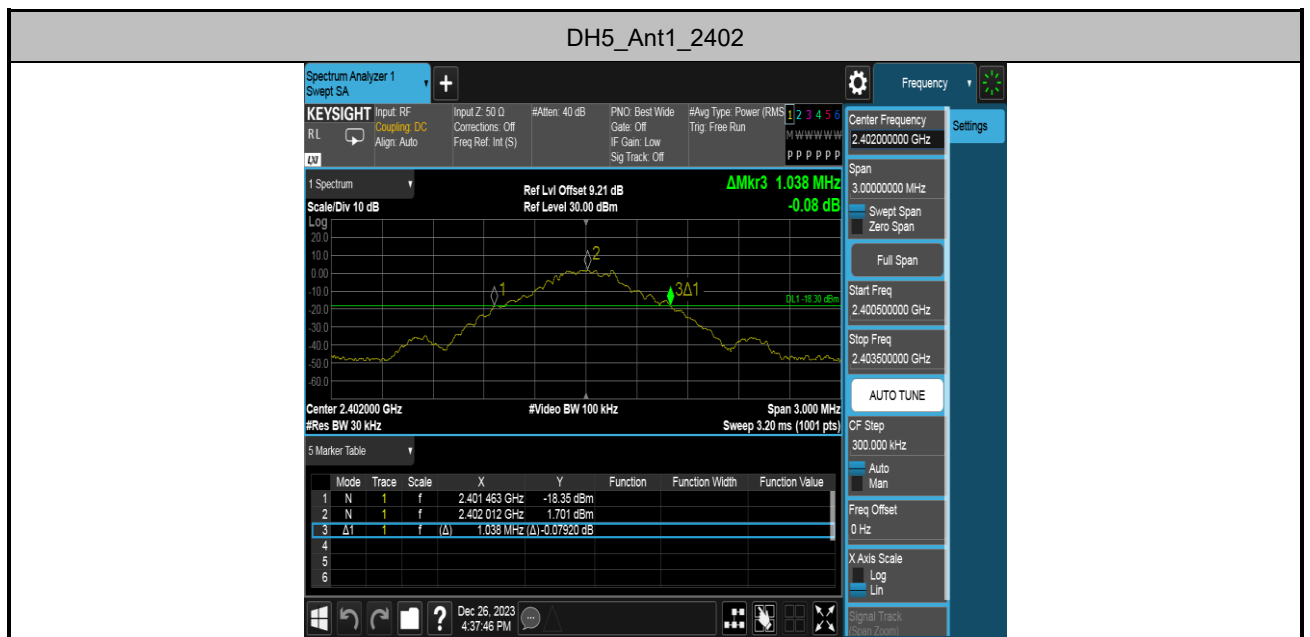 DH5_Ant1_2402
Spectrum Analyzer 1
Swept SA
+
Frequency
KEYSIGHT
RL
LXI
Input: RF
Coupling: DC
Align: Auto
Input Z: 50 Ω
Corrections: Off
Freq Ref: Int (S)
#Atten: 40 dB
PNO: Best Wide
Gate: Off
IF Gain: Low
Sig Track: Off
#Avg Type: Power (RMS
Trig: Free Run
1 2 3 4 5 6
M W W W W W
P P P P P P
1 Spectrum
Scale/Div 10 dB
Ref Lvl Offset 9.21 dB
Ref Level 30.00 dBm
ΔMkr3 1.038 MHz
-0.08 dB
Log
20.0
10.0
0.00
-10.0
-20.0
-30.0
-40.0
-50.0
-60.0
1
2
3Δ1
DL1 -18.30 dBm
Center 2.402000 GHz
#Video BW 100 kHz
Span 3.000 MHz
#Res BW 30 kHz
Sweep 3.20 ms (1001 pts)
5 Marker Table
Mode Trace Scale X Y Function Function Width Function Value
1 N 1 f 2.401 463 GHz -18.35 dBm
2 N 1 f 2.402 012 GHz 1.701 dBm
3 Δ1 1 f (Δ) 1.038 MHz (Δ) -0.07920 dB
4
5
6
?
Dec 26, 2023
4:37:46 PM
Center Frequency
2.402000000 GHz
Settings
Span
3.00000000 MHz
Swept Span
Zero Span
Full Span
Start Freq
2.400500000 GHz
Stop Freq
2.403500000 GHz
AUTO TUNE
CF Step
300.000 kHz
Auto
Man
Freq Offset
0 Hz
X Axis Scale
Log
Lin
Signal Track
(Span Zoom)